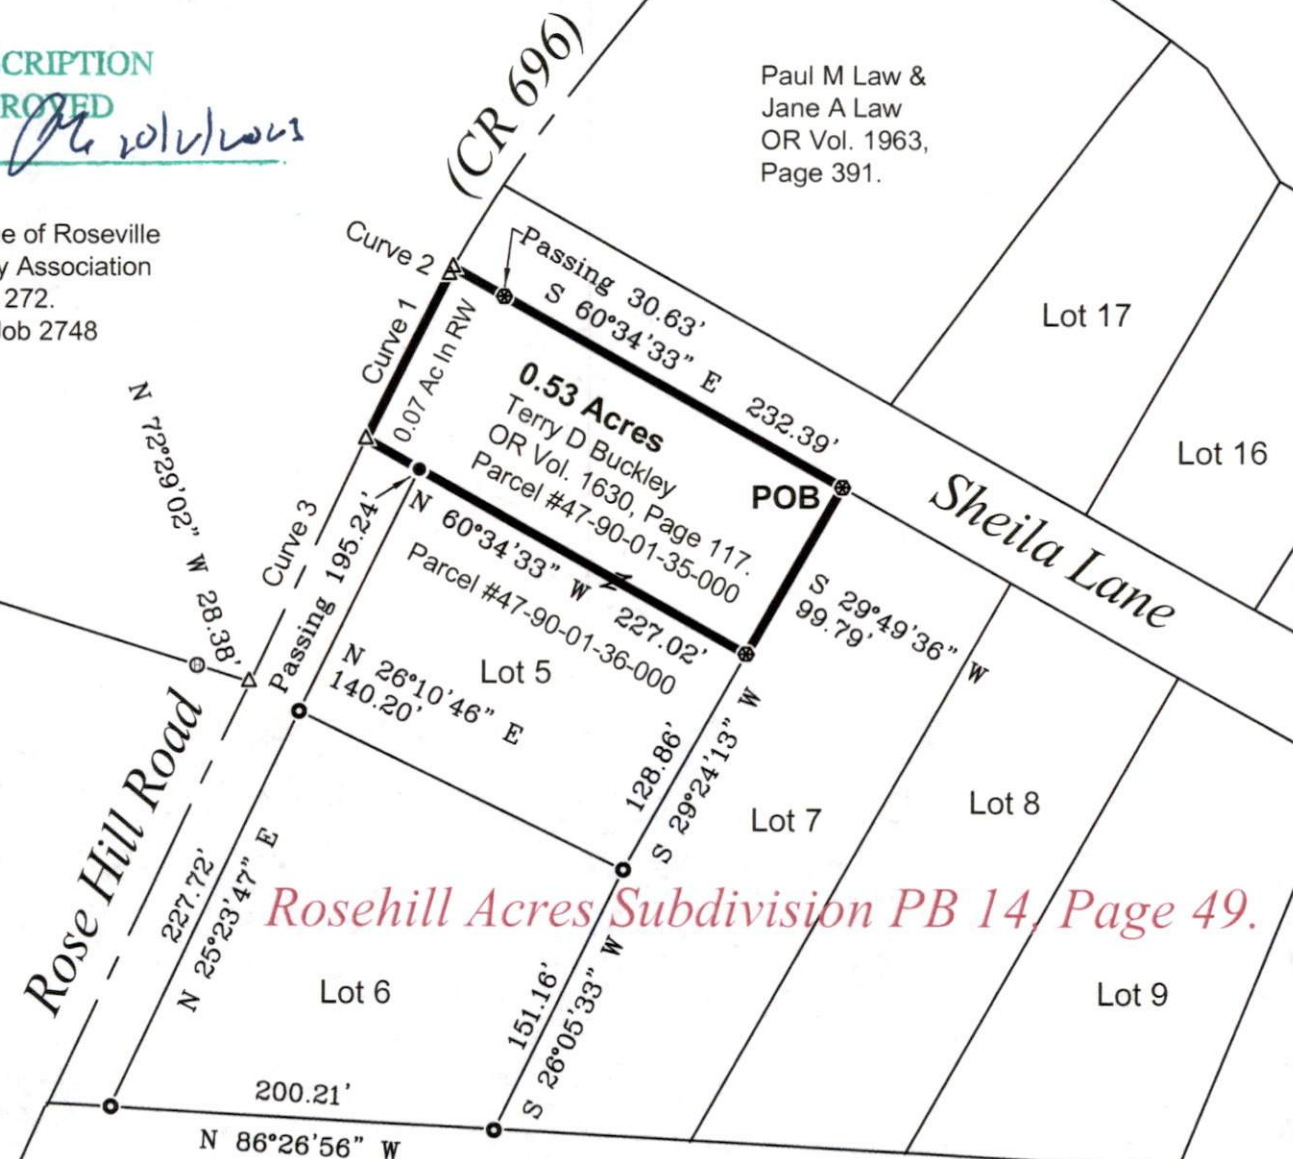 CRIPTION
ROVED
(CR 696)
Paul M Law &
Jane A Law
OR Vol. 1963,
Page 391.
e of Roseville
y Association
272.
Job 2748
Curve 2
Passing 30.63'
S 60°34'33" E 232.39'
Curve 1
0.07 Ac In RW
0.53 Acres
Terry D Buckley
OR Vol. 1630, Page 117.
Parcel #47-90-01-35-000
POB
Lot 17
Lot 16
Sheila Lane
N 72°29'02" W 28.38'
Curve 3
Passing 195.24'
N 60°34'33" W 227.02'
Parcel #47-90-01-36-000
S 29°49'36" W
99.79'
Lot 5
N 26°10'46" E
140.20'
128.86'
S 29°24'13" W
Rose Hill Road
Lot 7
Lot 8
227.72'
N 25°23'47" E
Rosehill Acres Subdivision PB 14, Page 49.
Lot 6
151.16'
S 26°05'33" W
Lot 9
200.21'
N 86°26'56" W